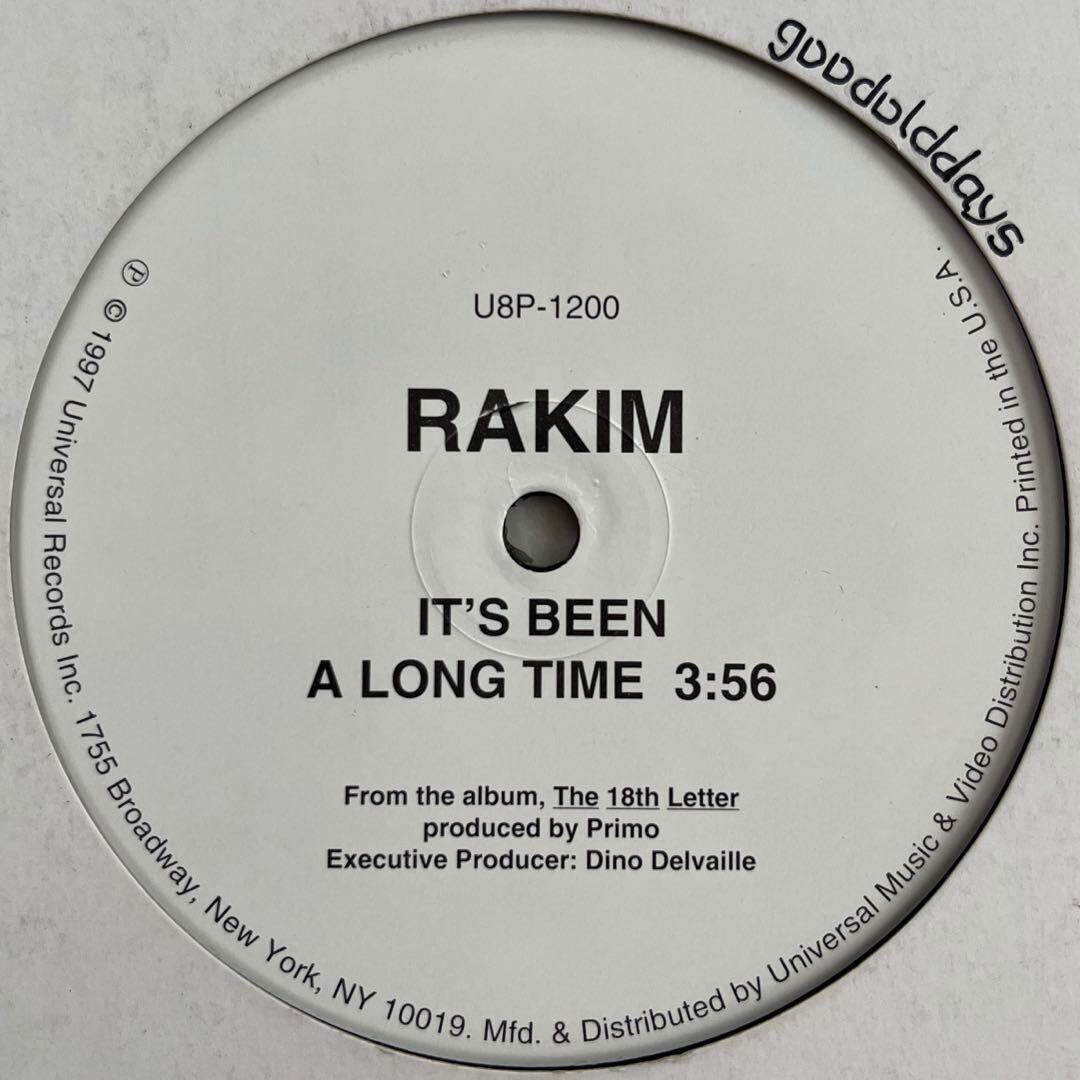 goodolddays
U8P-1200
RAKIM
IT'S BEEN
A LONG TIME 3:56
From the album, The 18th Letter
produced by Primo
Executive Producer: Dino Delvaille
℗ © 1997 Universal Records Inc. 1755 Broadway, New York, NY 10019. Mfd. & Distributed by Universal Music & Video Distribution Inc. Printed in the U.S.A.